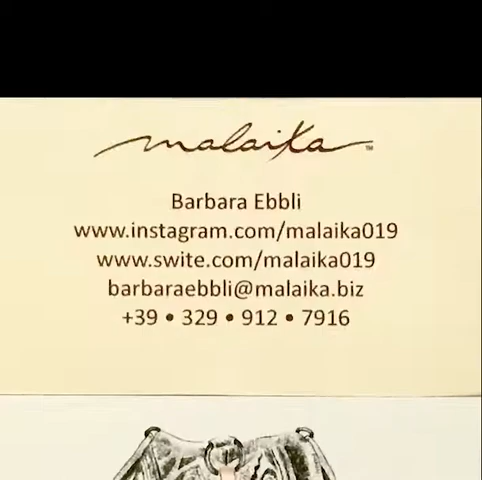 malaika™
Barbara Ebbli
www.instagram.com/malaika019
www.swite.com/malaika019
barbaraebbli@malaika.biz
+39 • 329 • 912 • 7916